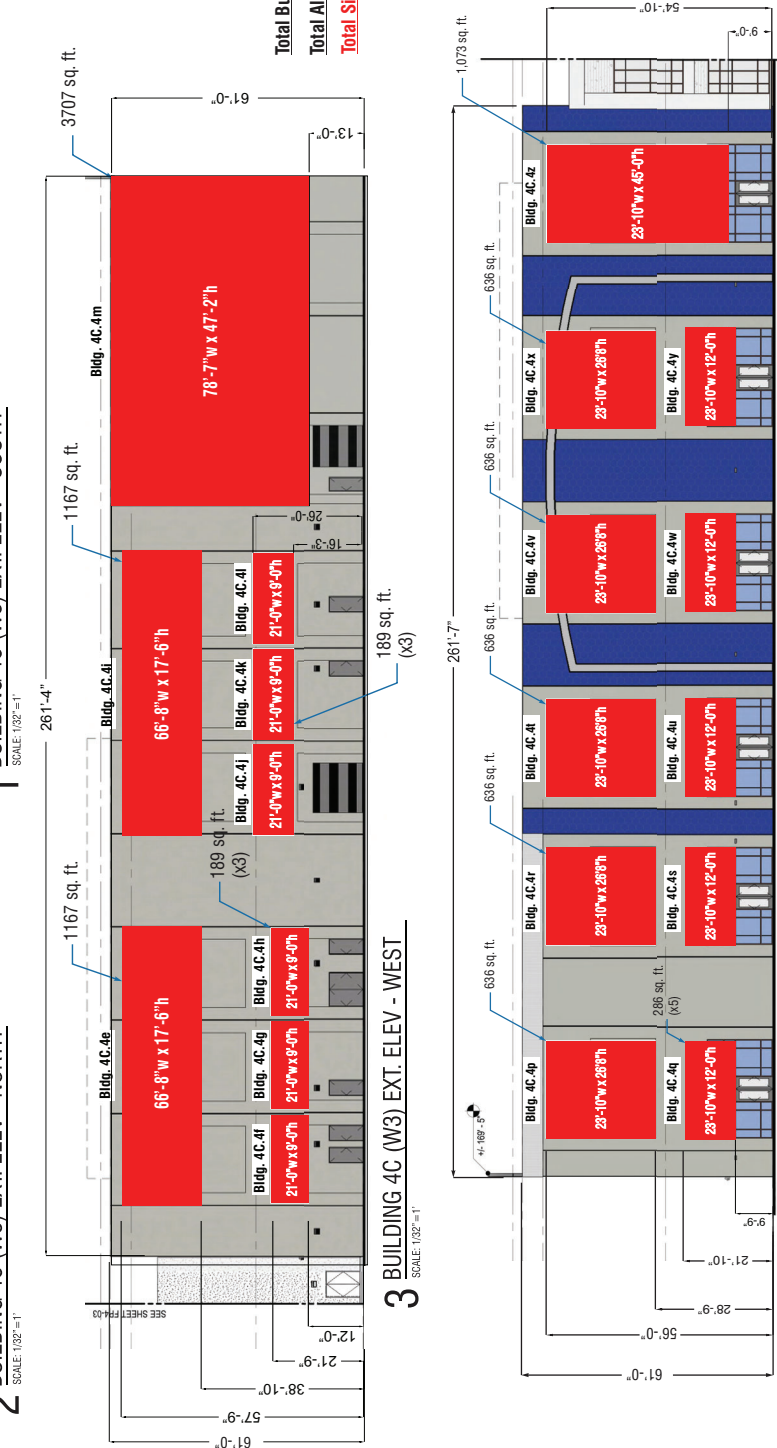 SCALE: 1/32"=1'
2
SCALE: 1/32"=1'
Total Bu
Total Al
Total Si
3707 sq. ft.
61'-0"
13'-0"
261'-4"
Bldg. 4C.4m
78'-7"w x 47'-2"h
1167 sq. ft.
Bldg. 4C.4i
66'-8"w x 17'-6"h
26'-0"
16'-3"
Bldg. 4C.4j
Bldg. 4C.4k
Bldg. 4C.4l
21'-0"w x 9'-0"h
21'-0"w x 9'-0"h
21'-0"w x 9'-0"h
189 sq. ft.
(x3)
1167 sq. ft.
Bldg. 4C.4e
66'-8"w x 17'-6"h
189 sq. ft.
(x3)
Bldg. 4C.4f
Bldg. 4C.4g
Bldg. 4C.4h
21'-0"w x 9'-0"h
21'-0"w x 9'-0"h
21'-0"w x 9'-0"h
SEE SHEET FR4-03
12'-0"
21'-9"
38'-10"
57'-9"
61'-0"
3 BUILDING 4C (W3) EXT. ELEV - WEST
SCALE: 1/32"=1'
261'-7"
+/- 169' - 5"
636 sq. ft.
636 sq. ft.
636 sq. ft.
636 sq. ft.
636 sq. ft.
1,073 sq. ft.
54'-10"
9'-0"
Bldg. 4C.4p
Bldg. 4C.4r
Bldg. 4C.4t
Bldg. 4C.4v
Bldg. 4C.4x
Bldg. 4C.4z
23'-10"w x 26'8"h
23'-10"w x 26'8"h
23'-10"w x 26'8"h
23'-10"w x 26'8"h
23'-10"w x 26'8"h
23'-10"w x 45'-0"h
286 sq. ft.
(x5)
Bldg. 4C.4q
Bldg. 4C.4s
Bldg. 4C.4u
Bldg. 4C.4w
Bldg. 4C.4y
23'-10"w x 12'-0"h
23'-10"w x 12'-0"h
23'-10"w x 12'-0"h
23'-10"w x 12'-0"h
23'-10"w x 12'-0"h
9'-9"
21'-10"
28'-9"
56'-0"
61'-0"